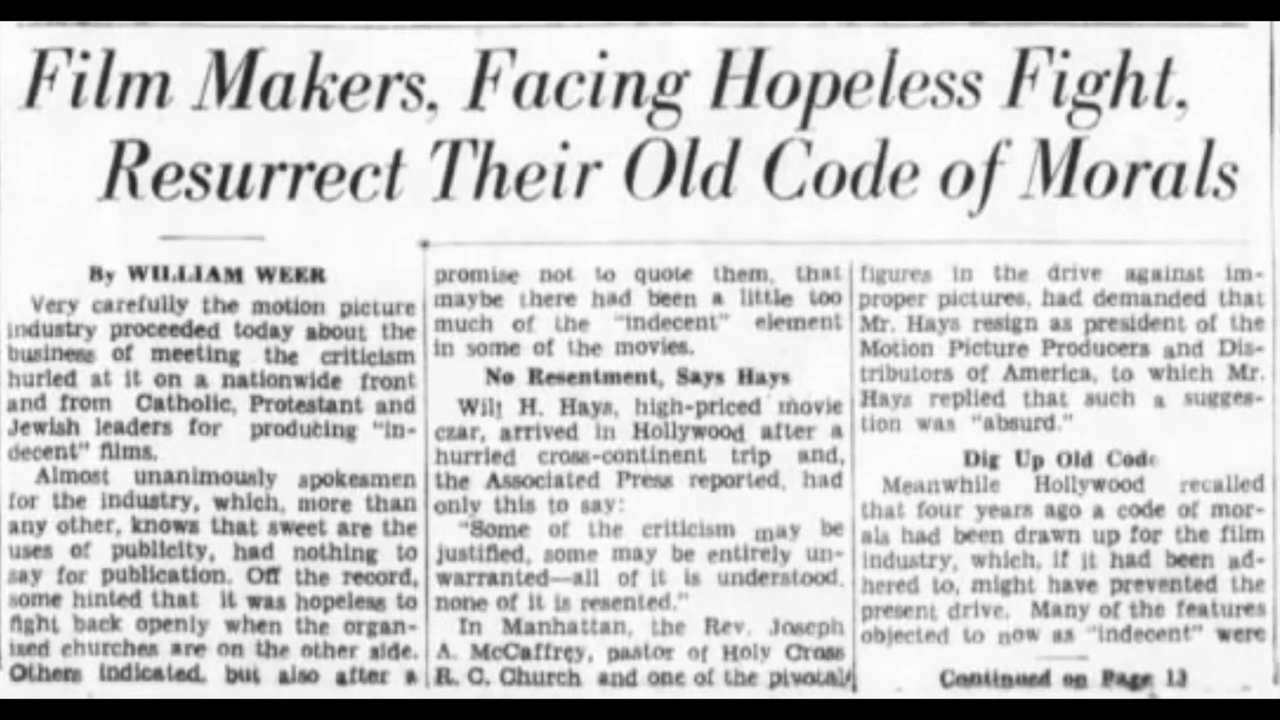 Film Makers, Facing Hopeless Fight,
Resurrect Their Old Code of Morals
By WILLIAM WEER
Very carefully the motion picture
industry proceeded today about the
business of meeting the criticism
hurled at it on a nationwide front
and from Catholic, Protestant and
Jewish leaders for producing "in-
decent" films.
Almost unanimously spokesmen
for the industry, which, more than
any other, knows that sweet are the
uses of publicity, had nothing to
say for publication. Off the record,
some hinted that it was hopeless to
fight back openly when the organ-
ized churches are on the other side.
Others indicated, but also after a
promise not to quote them, that
maybe there had been a little too
much of the "indecent" element
in some of the movies.
No Resentment, Says Hays
Will H. Hays, high-priced movie
czar, arrived in Hollywood after a
hurried cross-continent trip and,
the Associated Press reported, had
only this to say:
"Some of the criticism may be
justified, some may be entirely un-
warranted—all of it is understood,
none of it is resented."
In Manhattan, the Rev. Joseph
A. McCaffrey, pastor of Holy Cross
R. C. Church and one of the pivotal
figures in the drive against im-
proper pictures, had demanded that
Mr. Hays resign as president of the
Motion Picture Producers and Dis-
tributors of America, to which Mr.
Hays replied that such a sugges-
tion was "absurd."
Dig Up Old Code
Meanwhile Hollywood recalled
that four years ago a code of mor-
als had been drawn up for the film
industry, which, if it had been ad-
hered to, might have prevented the
present drive. Many of the features
objected to now as "indecent" were
Continued on Page 13